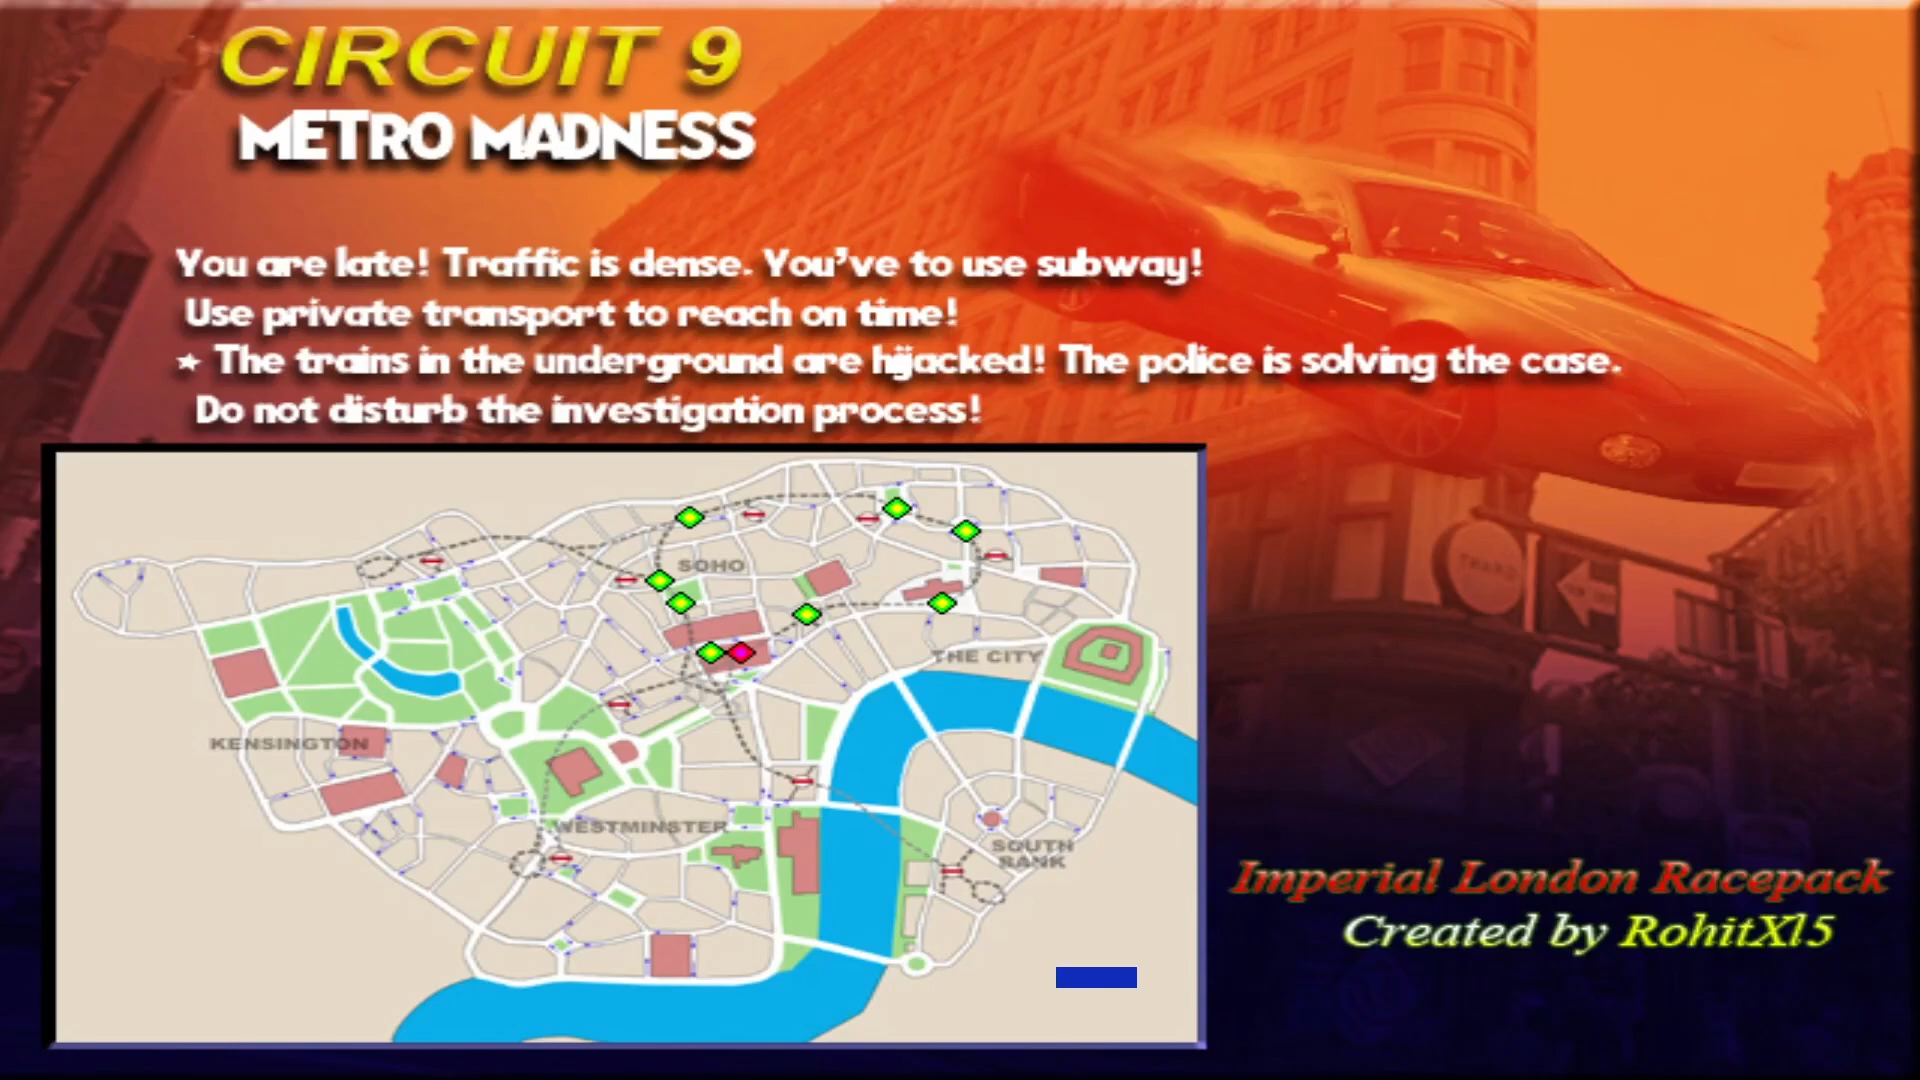 CIRCUIT 9
METRO MADNESS
You are late! Traffic is dense. You've to use subway!
Use private transport to reach on time!
★ The trains in the underground are hijacked! The police is solving the case.
Do not disturb the investigation process!
SOHO
THE CITY
KENSINGTON
WESTMINSTER
SOUTH
BANK
Imperial London Racepack
Created by RohitXl5